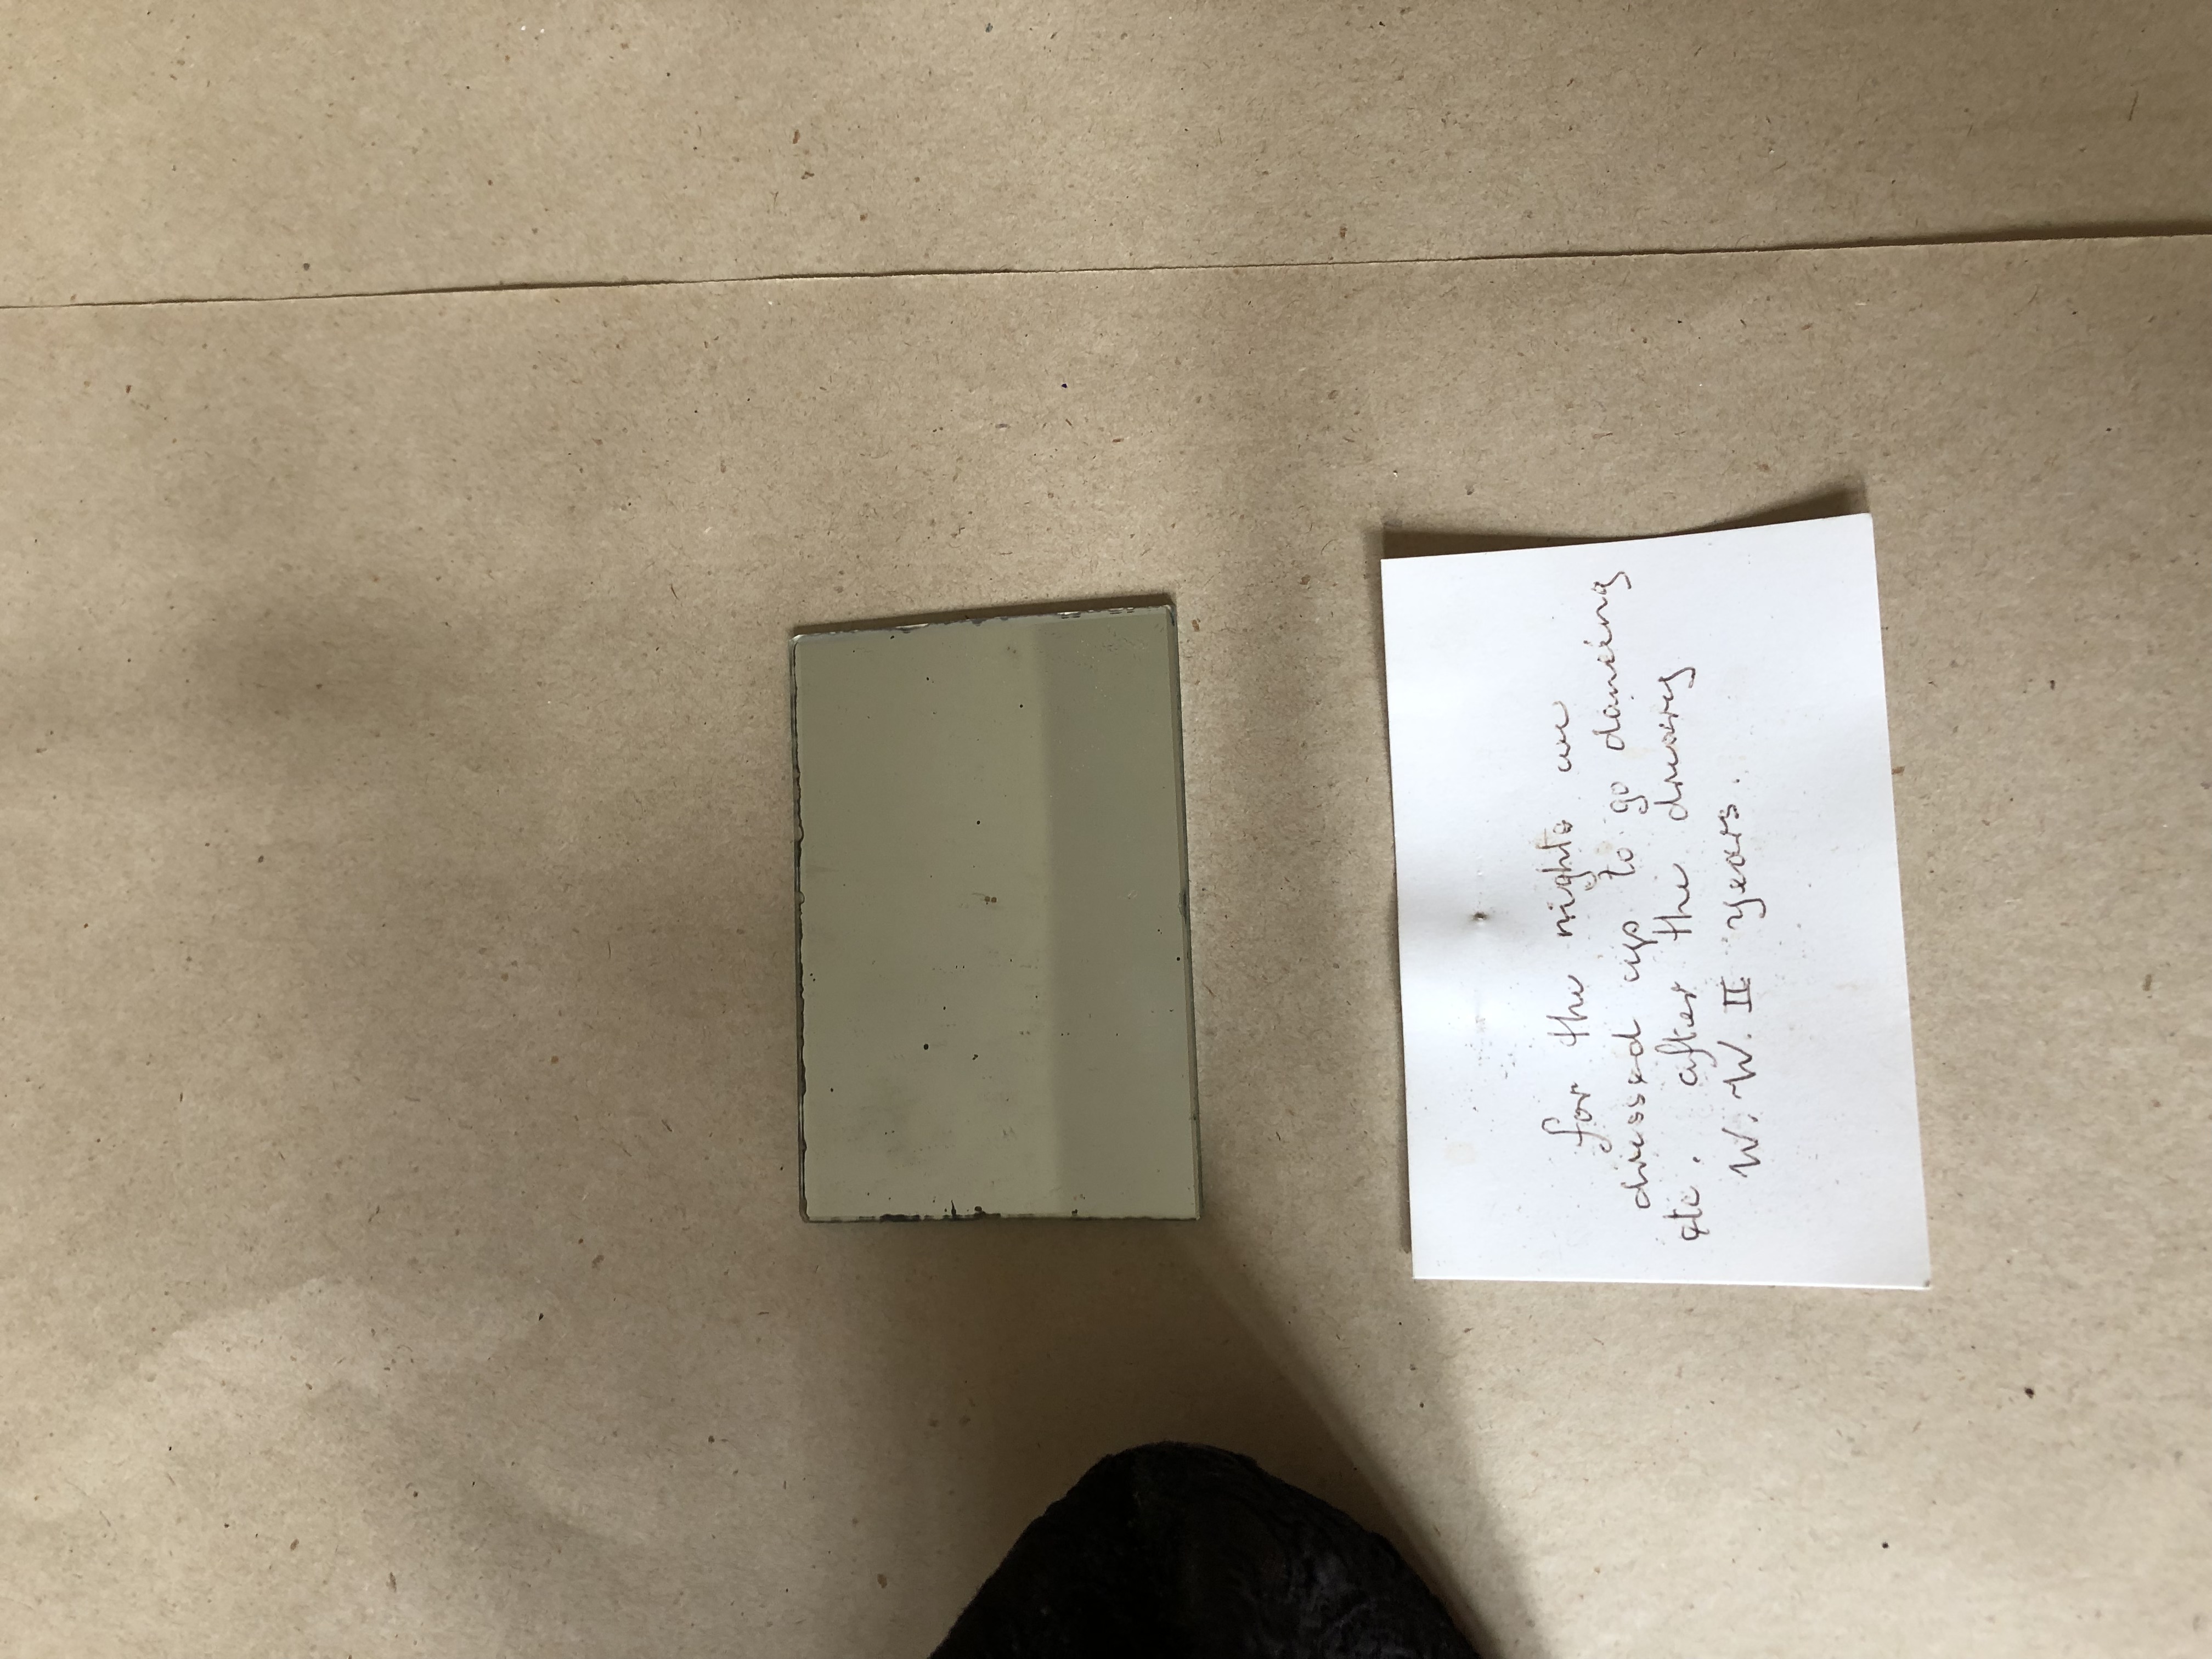 for the nights we
dressed up to go dancing
etc. after the dreary
W.W. II years.